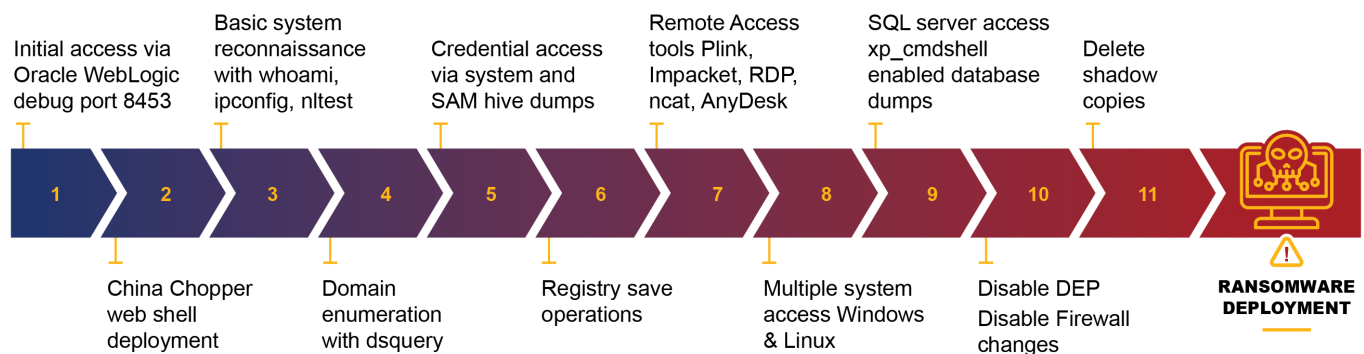 Initial access via
Oracle WebLogic
debug port 8453
Basic system
reconnaissance
with whoami,
ipconfig, nltest
Credential access
via system and
SAM hive dumps
Remote Access
tools Plink,
Impacket, RDP,
ncat, AnyDesk
SQL server access
xp_cmdshell
enabled database
dumps
Delete
shadow
copies
1
2
3
4
5
6
7
8
9
10
11
China Chopper
web shell
deployment
Domain
enumeration
with dsquery
Registry save
operations
Multiple system
access Windows
& Linux
Disable DEP
Disable Firewall
changes
!
RANSOMWARE
DEPLOYMENT